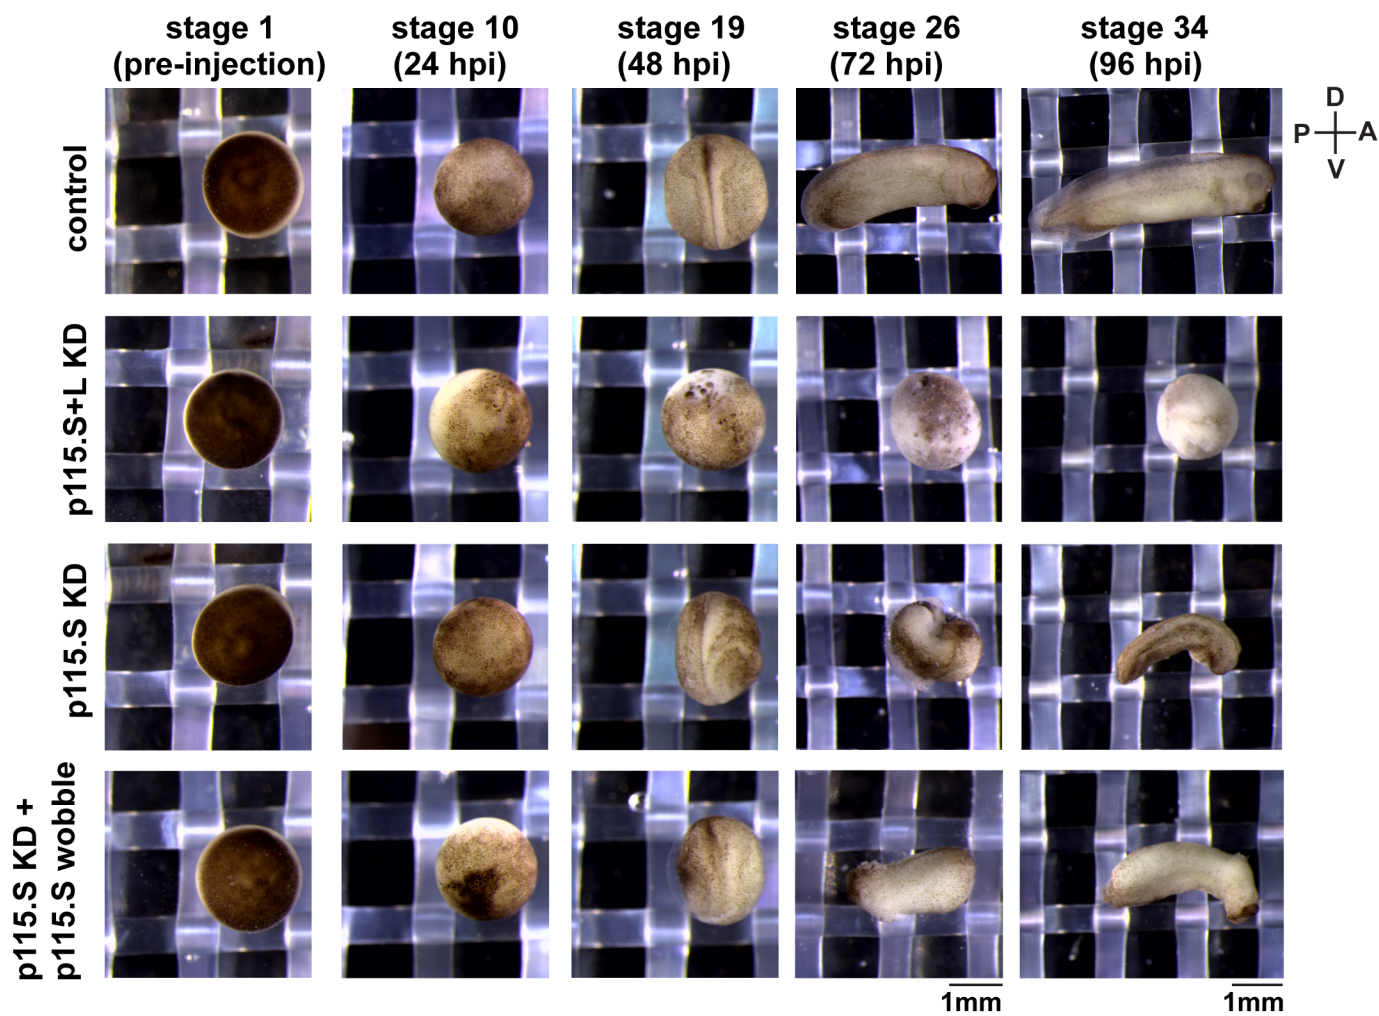 stage 1
(pre-injection)
stage 10
(24 hpi)
stage 19
(48 hpi)
stage 26
(72 hpi)
stage 34
(96 hpi)
D
P A
V
control
p115.S+L KD
p115.S KD
p115.S KD +
p115.S wobble
1mm
1mm